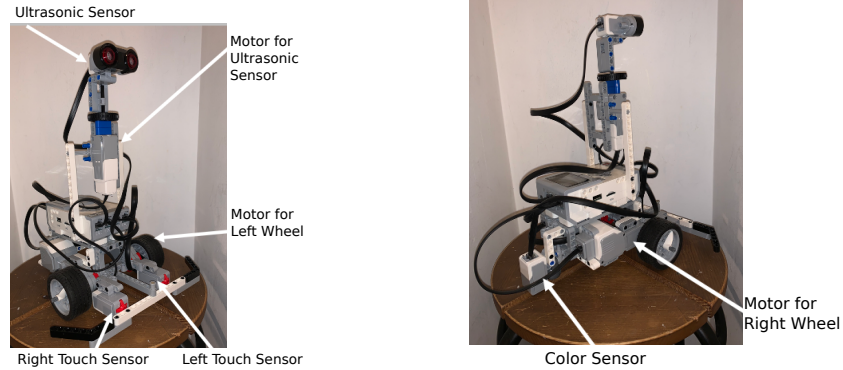 Ultrasonic Sensor
Motor for
Ultrasonic
Sensor
Motor for
Left Wheel
Right Touch Sensor
Left Touch Sensor
Motor for
Right Wheel
Color Sensor